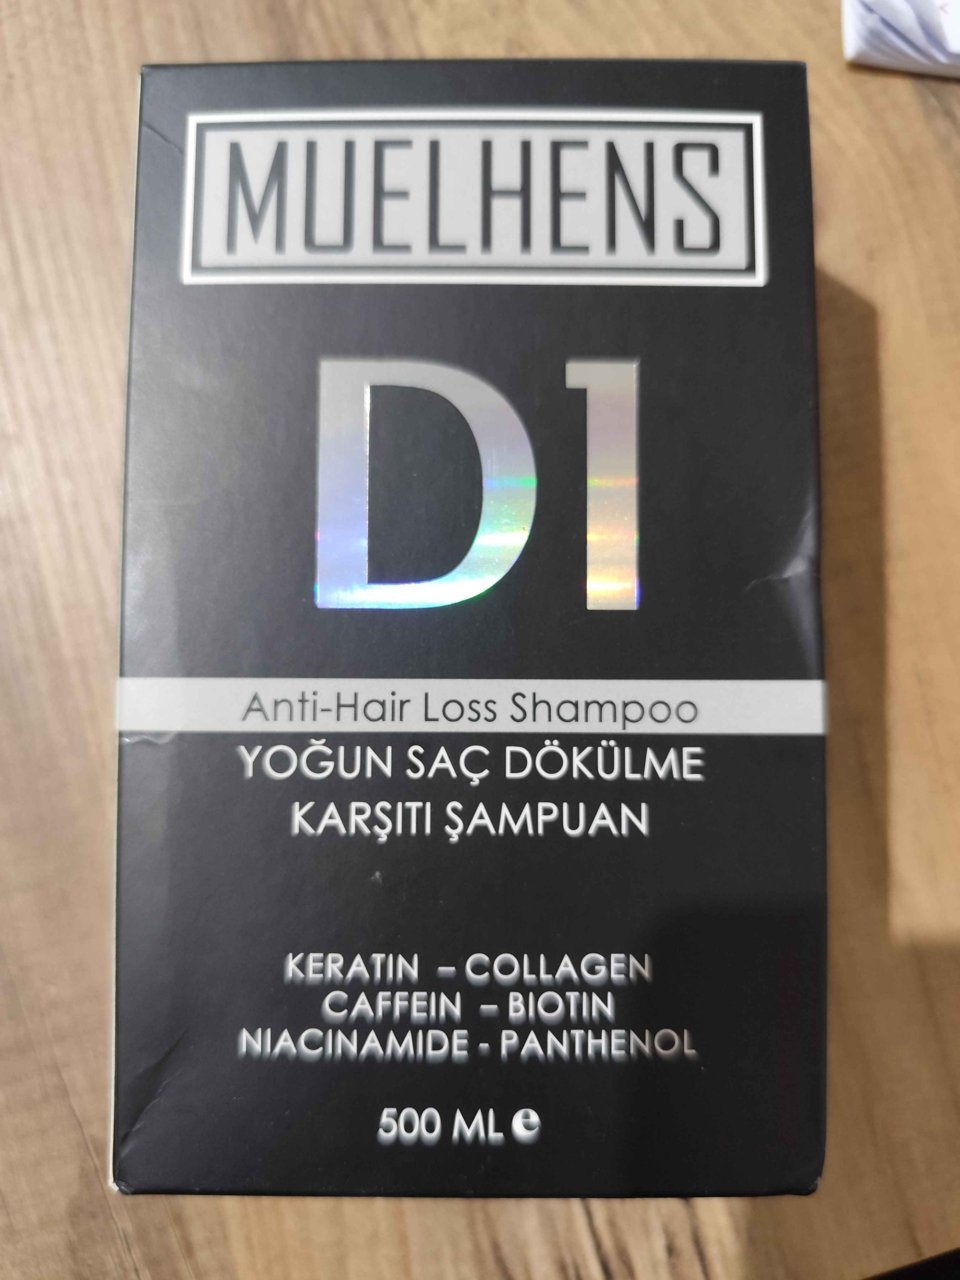 MUELHENS
D1
Anti-Hair Loss Shampoo
YOĞUN SAÇ DÖKÜLME
KARŞITI ŞAMPUAN
KERATIN – COLLAGEN
CAFFEIN – BIOTIN
NIACINAMIDE - PANTHENOL
500 ML ℮